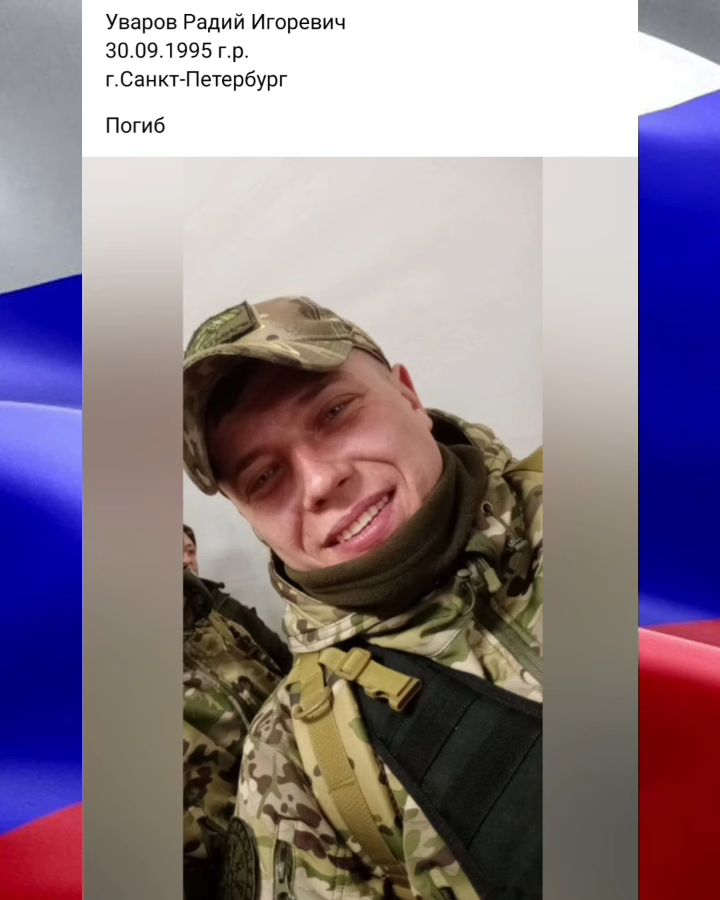 Уваров Радий Игоревич
30.09.1995 г.р.
г.Санкт-Петербург
Погиб